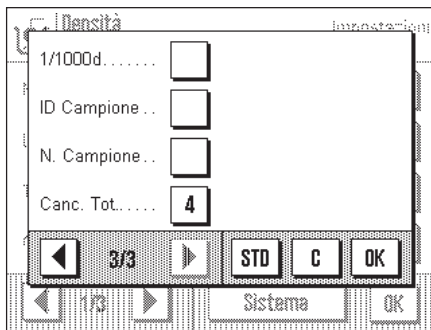 Densità Impostazioni
1/1000d.......
ID Campione..
N. Campione..
Canc. Tot..... 4
3/3 STD C OK
1/3 Sistema OK